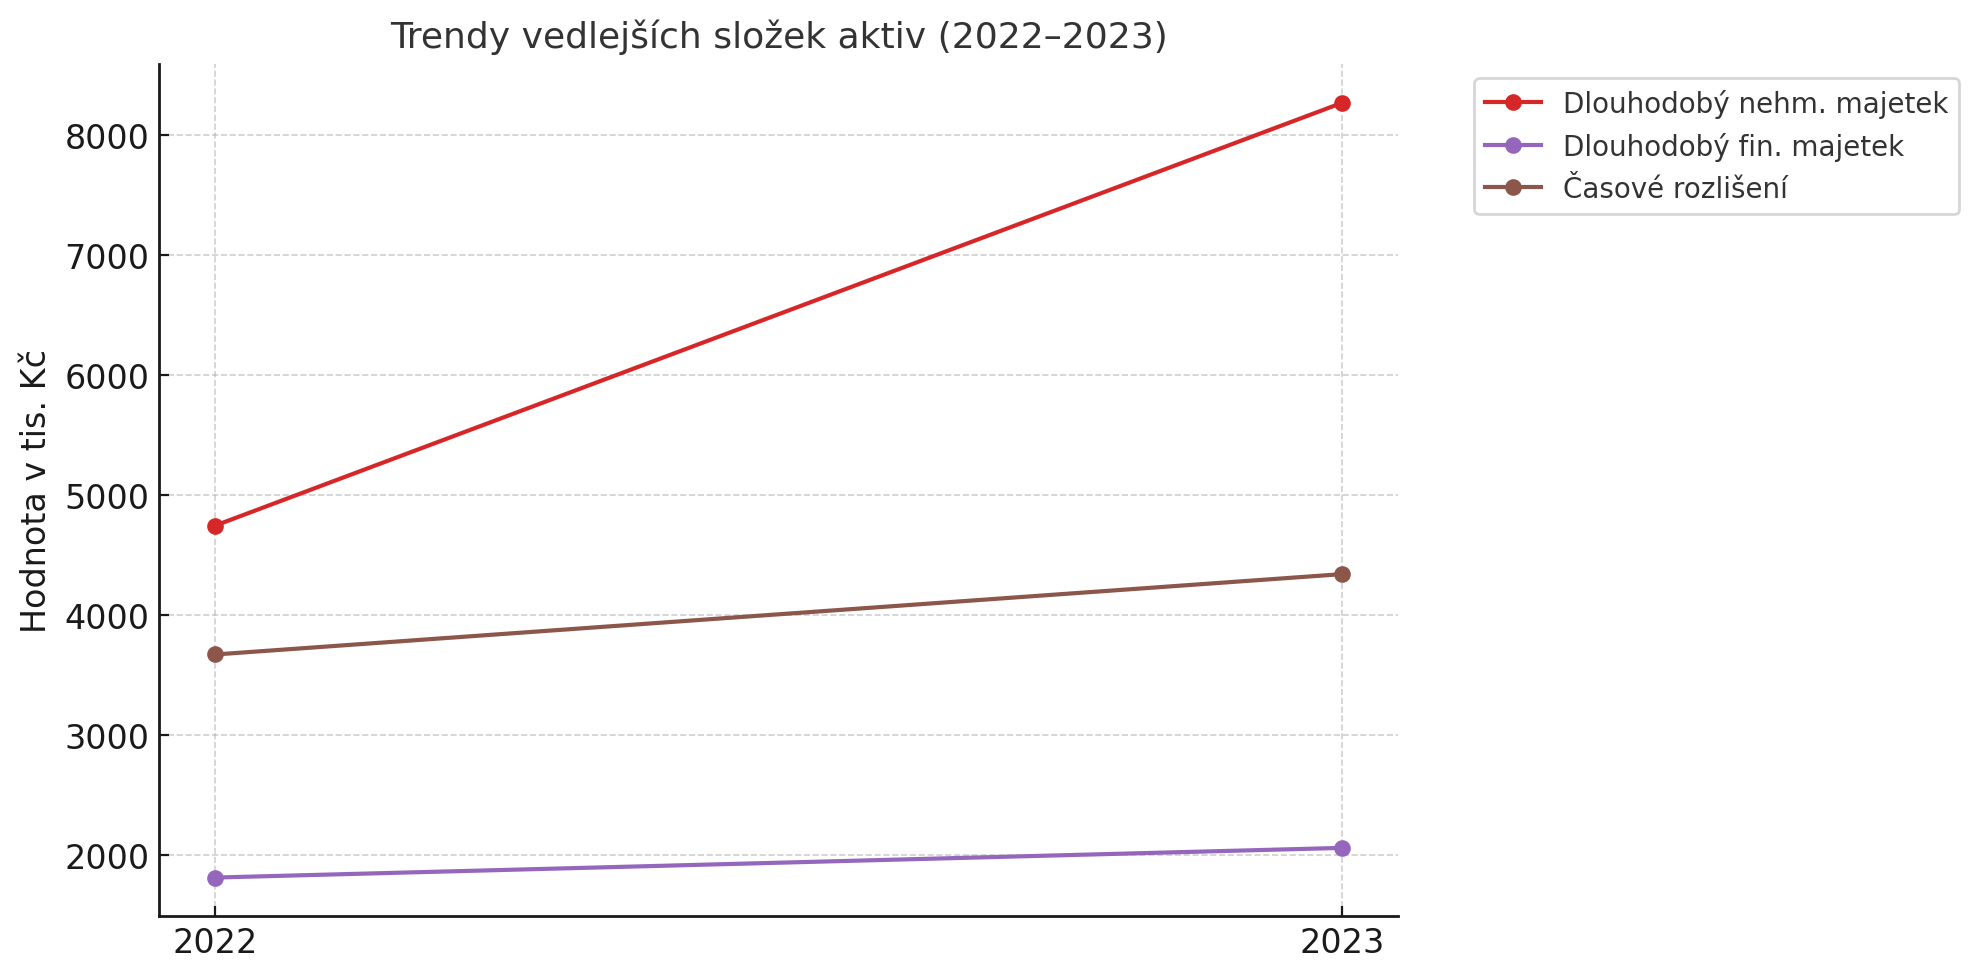 Trendy vedlejších složek aktiv (2022–2023)
Hodnota v tis. Kč
8000
7000
6000
5000
4000
3000
2000
2022
2023
Dlouhodobý nehm. majetek
Dlouhodobý fin. majetek
Časové rozlišení